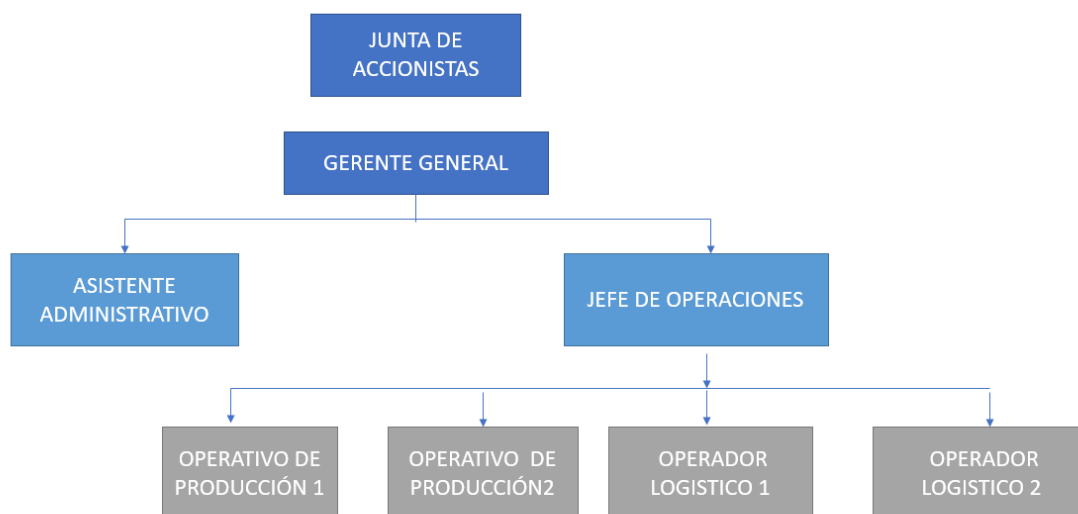 JUNTA DE
ACCIONISTAS
GERENTE GENERAL
ASISTENTE
ADMINISTRATIVO
JEFE DE OPERACIONES
OPERATIVO DE
PRODUCCIÓN 1
OPERATIVO DE
PRODUCCIÓN2
OPERADOR
LOGISTICO 1
OPERADOR
LOGISTICO 2